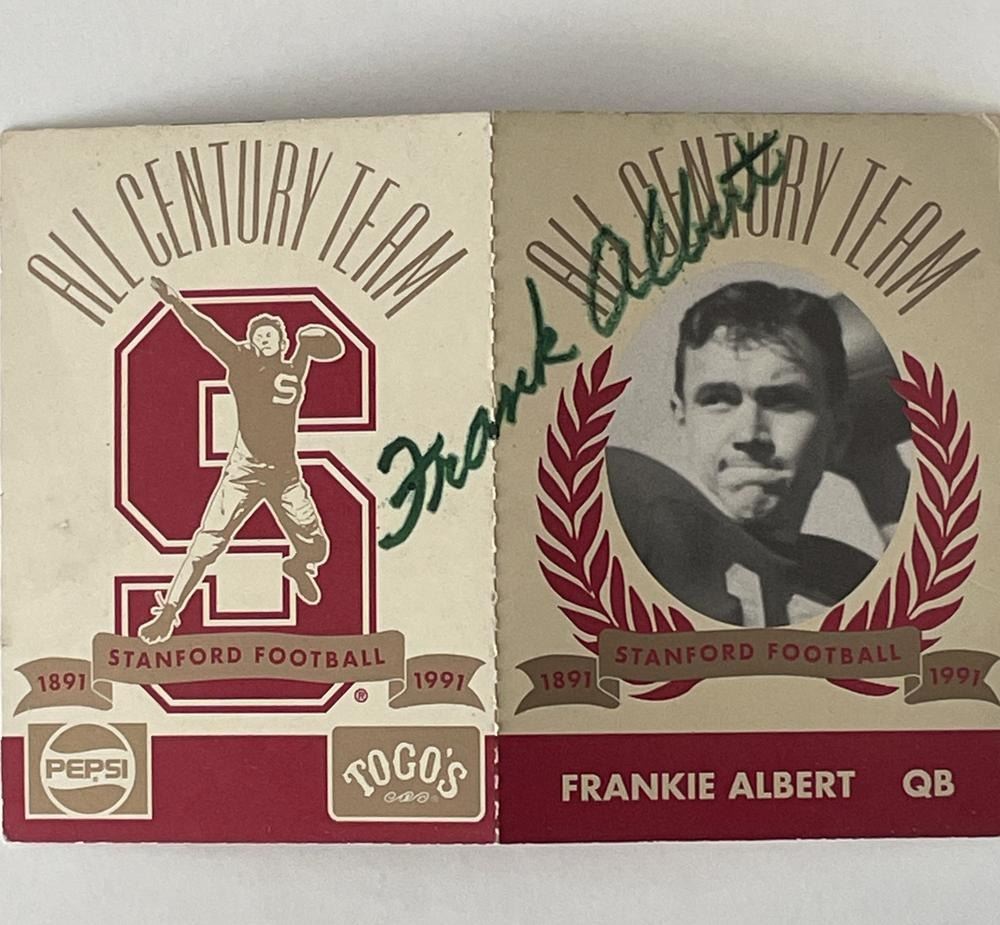 ALL CENTURY TEAM
S
STANFORD FOOTBALL
1891 1991
®
PEPSI
TOGO'S
Frank Albert
ALL CENTURY TEAM
STANFORD FOOTBALL
1891 1991
FRANKIE ALBERT QB